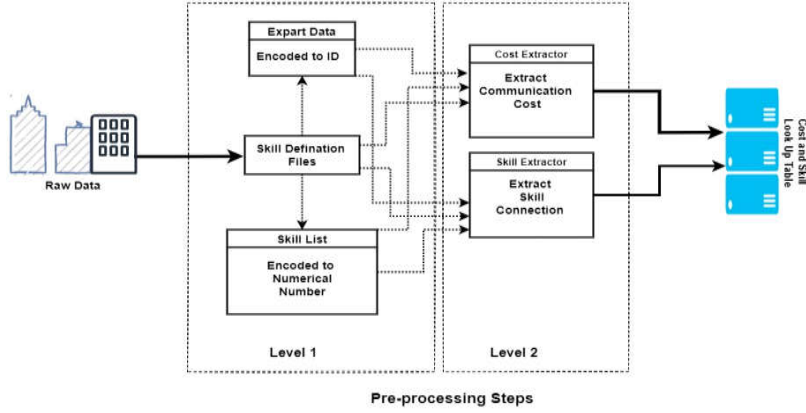 Expart Data
Encoded to ID
Skill Defination
Files
Skill List
Encoded to
Numerical
Number
Level 1
Cost Extractor
Extract
Communication
Cost
Skill Extractor
Extract
Skill
Connection
Level 2
Raw Data
Cost and Skill
Look Up Table
Pre-processing Steps